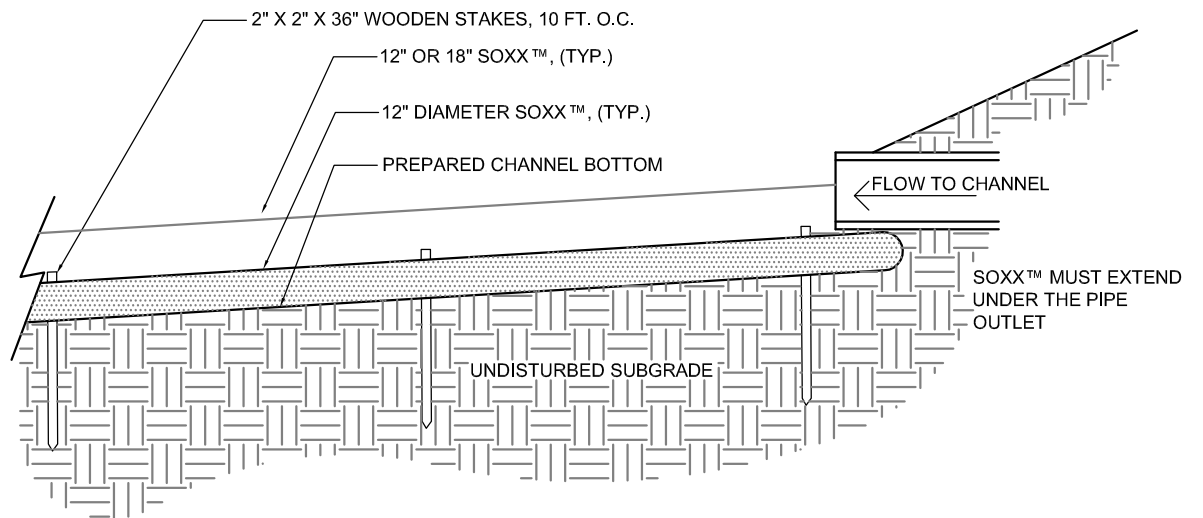 2" X 2" X 36" WOODEN STAKES, 10 FT. O.C.
12" OR 18" SOXX™, (TYP.)
12" DIAMETER SOXX™, (TYP.)
PREPARED CHANNEL BOTTOM
FLOW TO CHANNEL
SOXX™ MUST EXTEND
UNDER THE PIPE
OUTLET
UNDISTURBED SUBGRADE